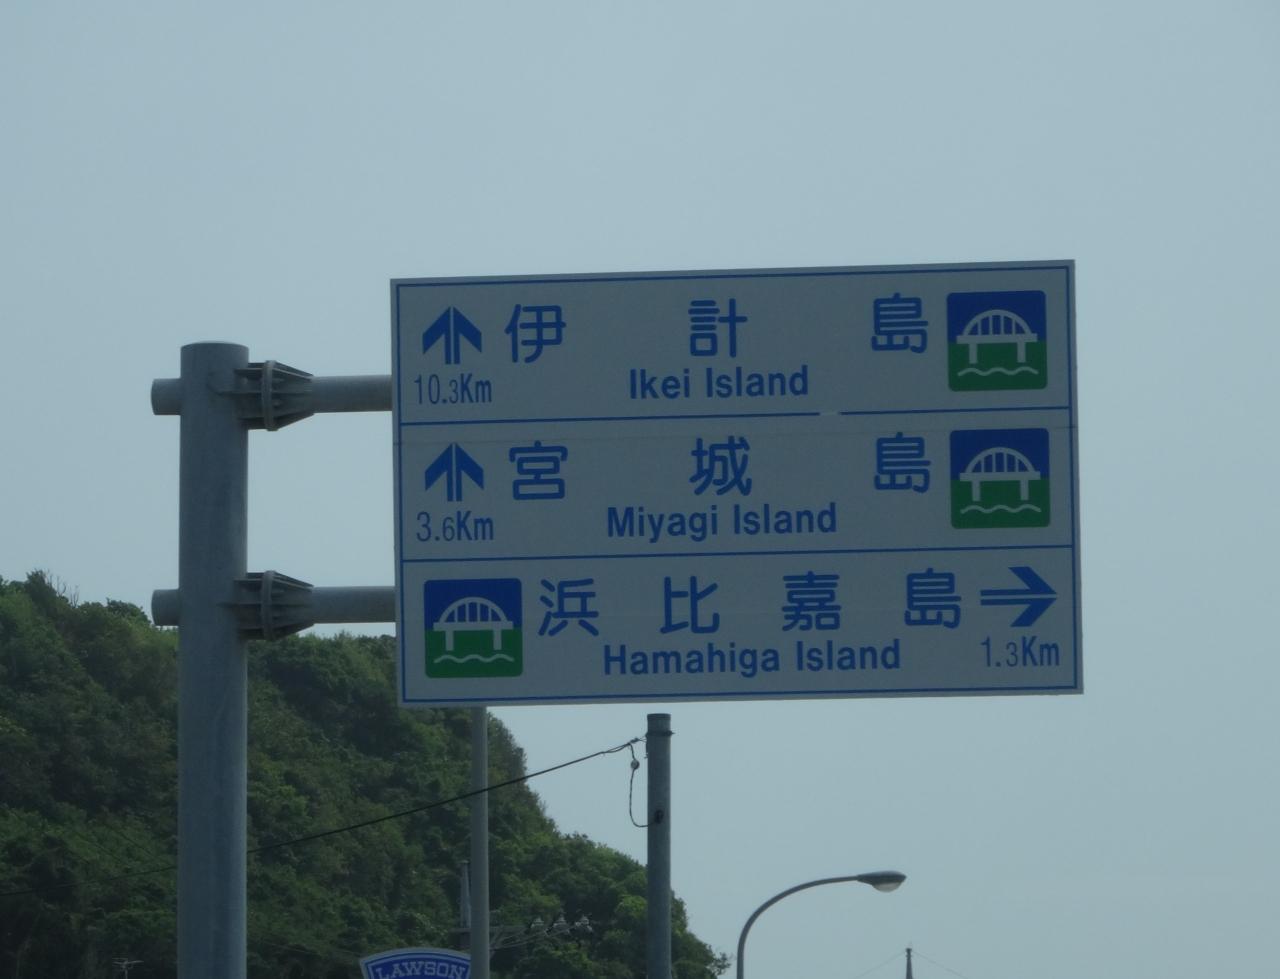 伊計島
Ikei Island
10.3Km
宮城島
Miyagi Island
3.6Km
浜比嘉島
Hamahiga Island
1.3Km
LAWSON